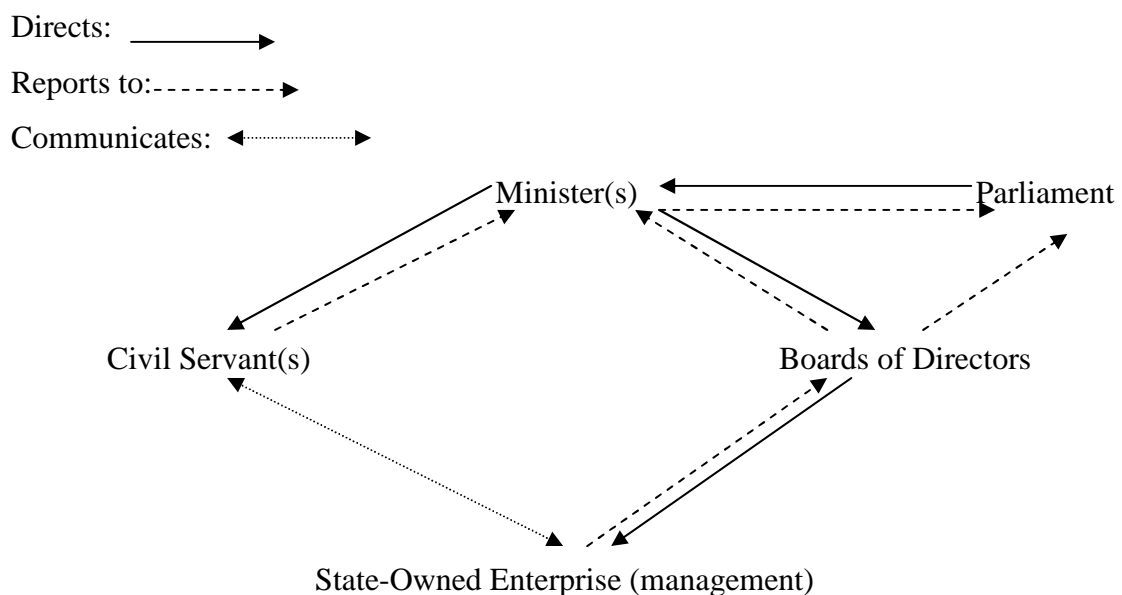 Directs:
Reports to:
Communicates:
Minister(s) Parliament
Civil Servant(s) Boards of Directors
State-Owned Enterprise (management)